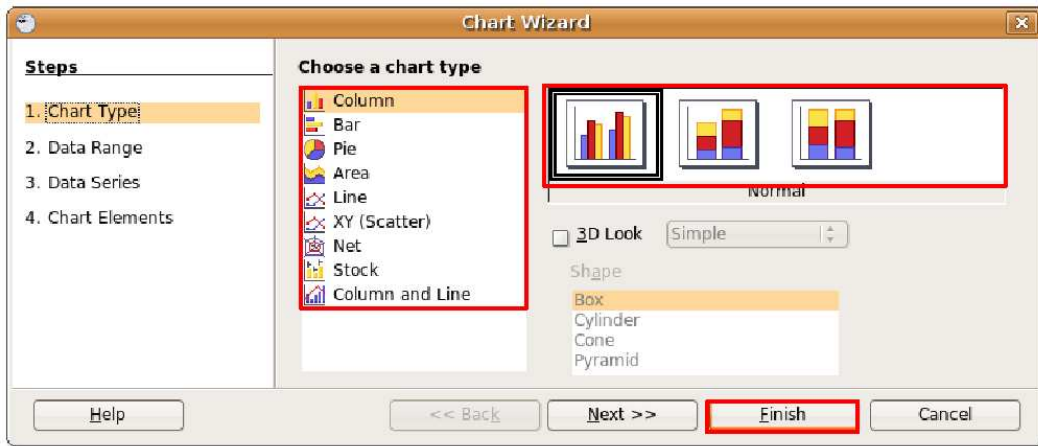 Chart Wizard
Steps
1. Chart Type
2. Data Range
3. Data Series
4. Chart Elements
Choose a chart type
Column
Bar
Pie
Area
Line
XY (Scatter)
Net
Stock
Column and Line
Normal
3D Look Simple
Shape
Box
Cylinder
Cone
Pyramid
Help << Back Next >> Finish Cancel